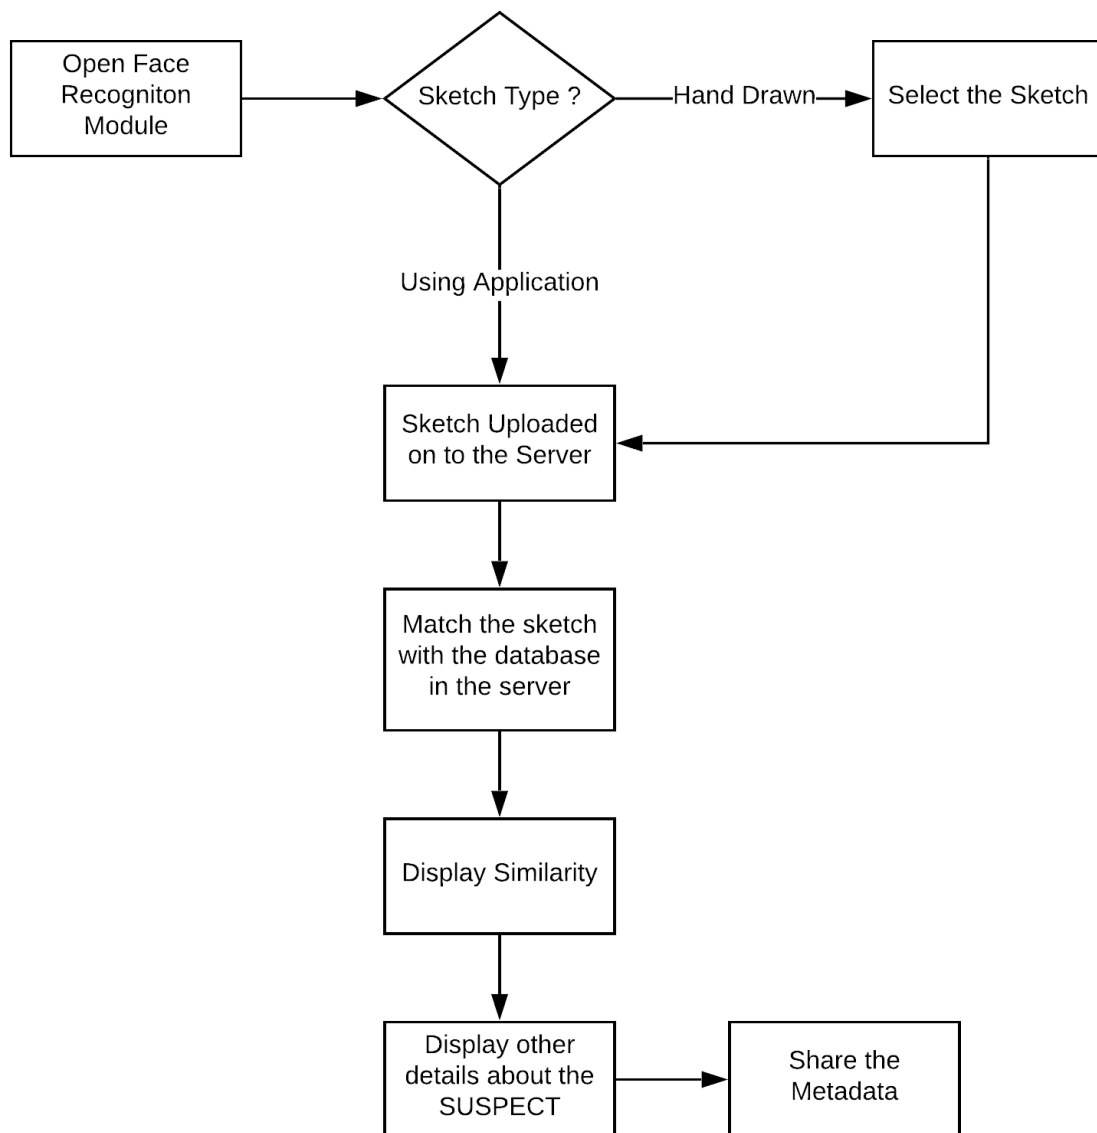 Open Face
Recogniton
Module
Sketch Type ?
Hand Drawn
Select the Sketch
Using Application
Sketch Uploaded
on to the Server
Match the sketch
with the database
in the server
Display Similarity
Display other
details about the
SUSPECT
Share the
Metadata